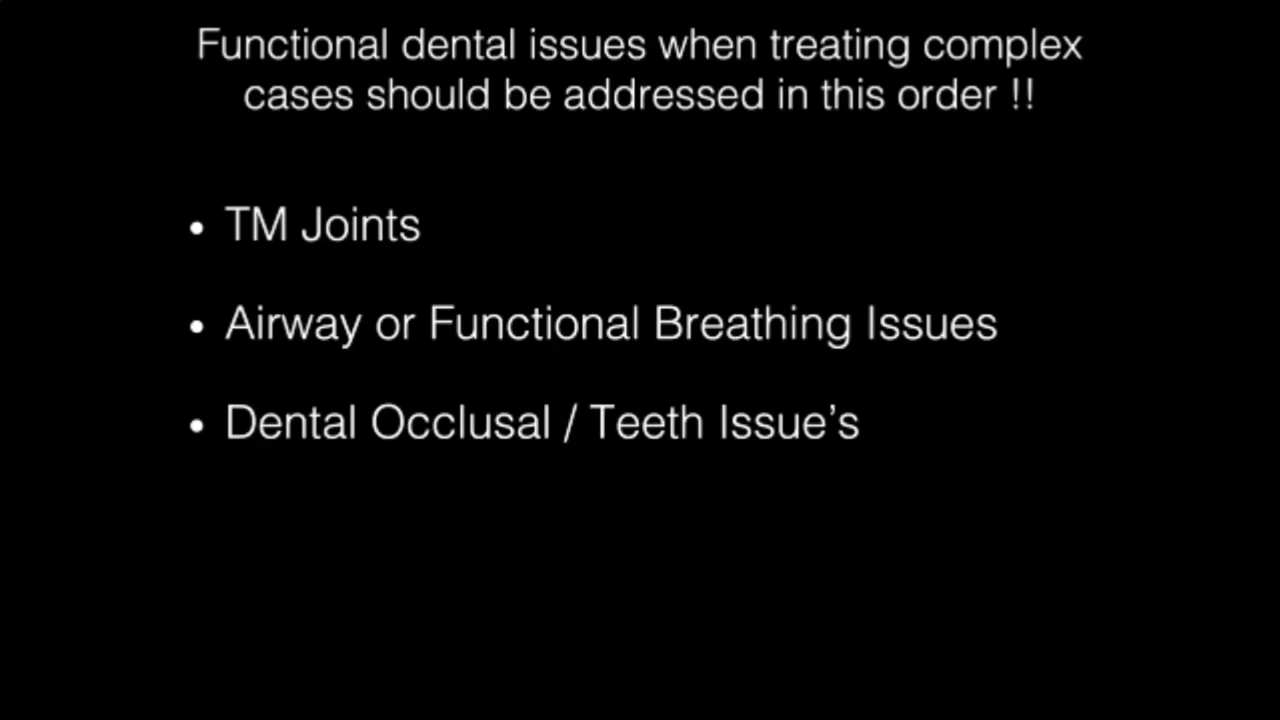 Functional dental issues when treating complex
cases should be addressed in this order !!
• TM Joints
• Airway or Functional Breathing Issues
• Dental Occlusal / Teeth Issue’s